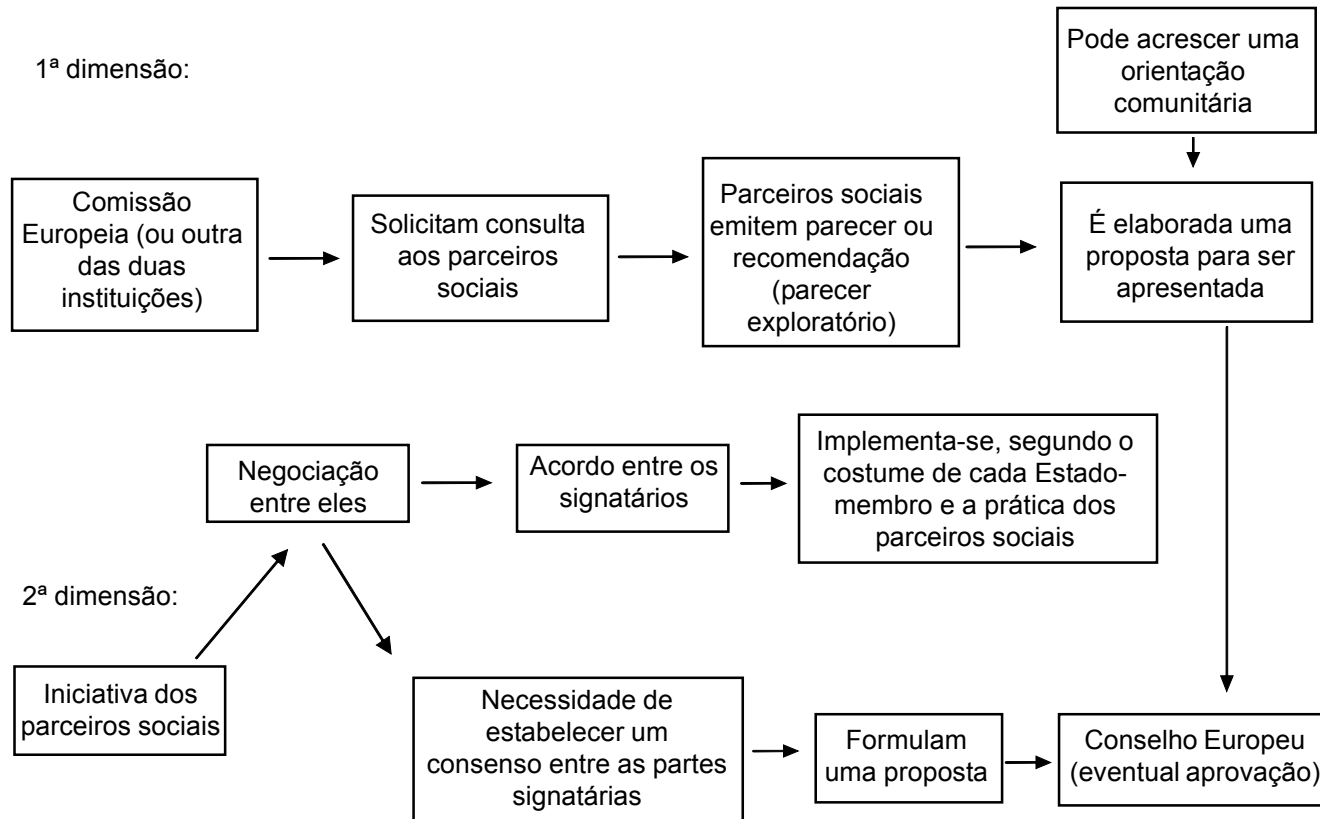 1ª dimensão:
Pode acrescer uma
orientação
comunitária
Comissão
Europeia (ou outra
das duas
instituições)
Solicitam consulta
aos parceiros
sociais
Parceiros sociais
emitem parecer ou
recomendação
(parecer
exploratório)
É elaborada uma
proposta para ser
apresentada
Negociação
entre eles
Acordo entre os
signatários
Implementa-se, segundo o
costume de cada Estado-
membro e a prática dos
parceiros sociais
2ª dimensão:
Iniciativa dos
parceiros sociais
Necessidade de
estabelecer um
consenso entre as partes
signatárias
Formulam
uma proposta
Conselho Europeu
(eventual aprovação)